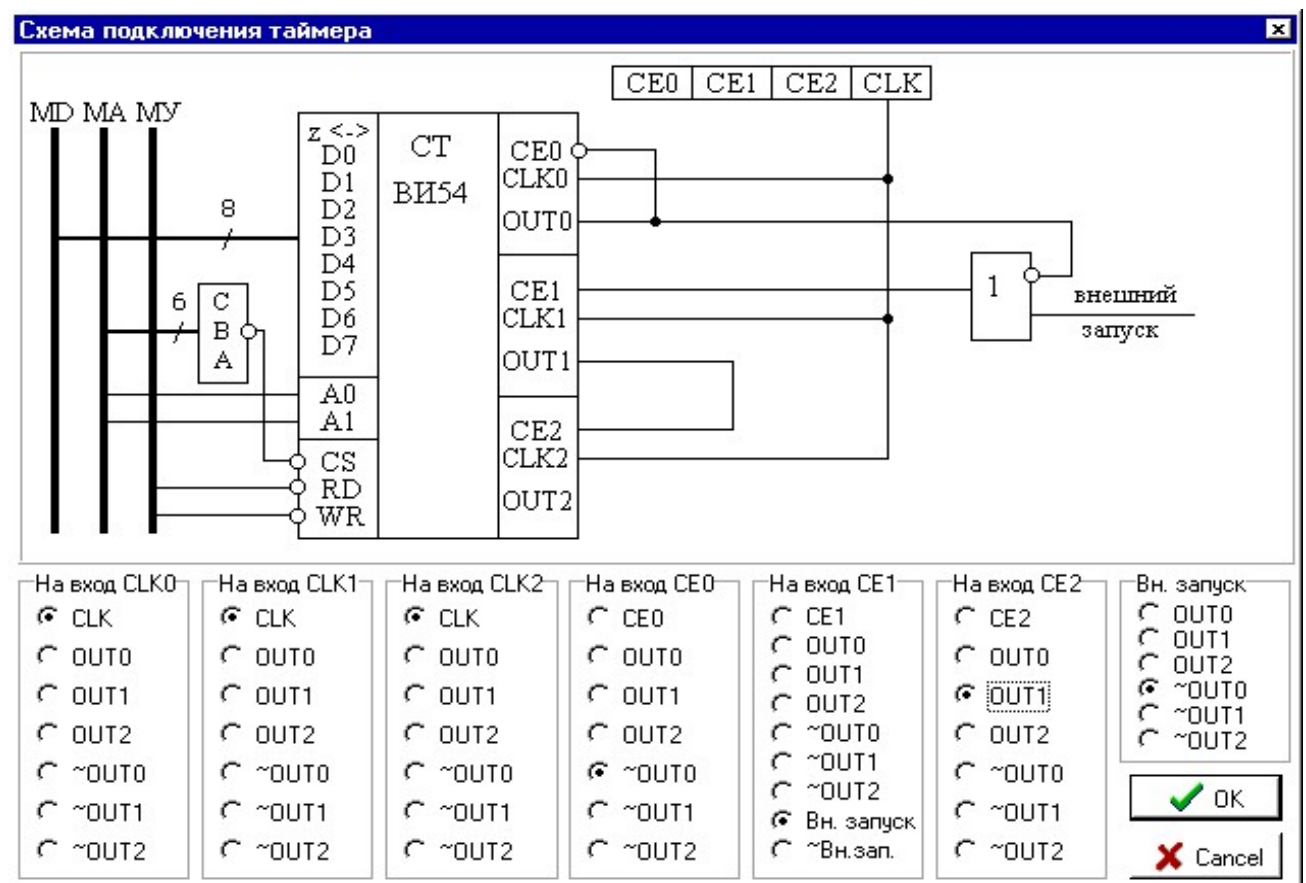 Схема подключения таймера
CE0 CE1 CE2 CLK
MD MA МУ
z <-> CT CE0
D0
D1 ВИ54 CLK0
8 D2 OUT0
D3
D4
6 C D5 CE1 1 внешний
B D6 CLK1 запуск
A D7 OUT1
A0
A1 CE2
CS CLK2
RD OUT2
WR
На вход CLK0
CLK
OUT0
OUT1
OUT2
~OUT0
~OUT1
~OUT2
На вход CLK1
CLK
OUT0
OUT1
OUT2
~OUT0
~OUT1
~OUT2
На вход CLK2
CLK
OUT0
OUT1
OUT2
~OUT0
~OUT1
~OUT2
На вход CE0
CE0
OUT0
OUT1
OUT2
~OUT0
~OUT1
~OUT2
На вход CE1
CE1
OUT0
OUT1
OUT2
~OUT0
~OUT1
~OUT2
Вн. запуск
~Вн.зап.
На вход CE2
CE2
OUT0
OUT1
OUT2
~OUT0
~OUT1
~OUT2
Вн. запуск
OUT0
OUT1
OUT2
~OUT0
~OUT1
~OUT2
OK
Cancel